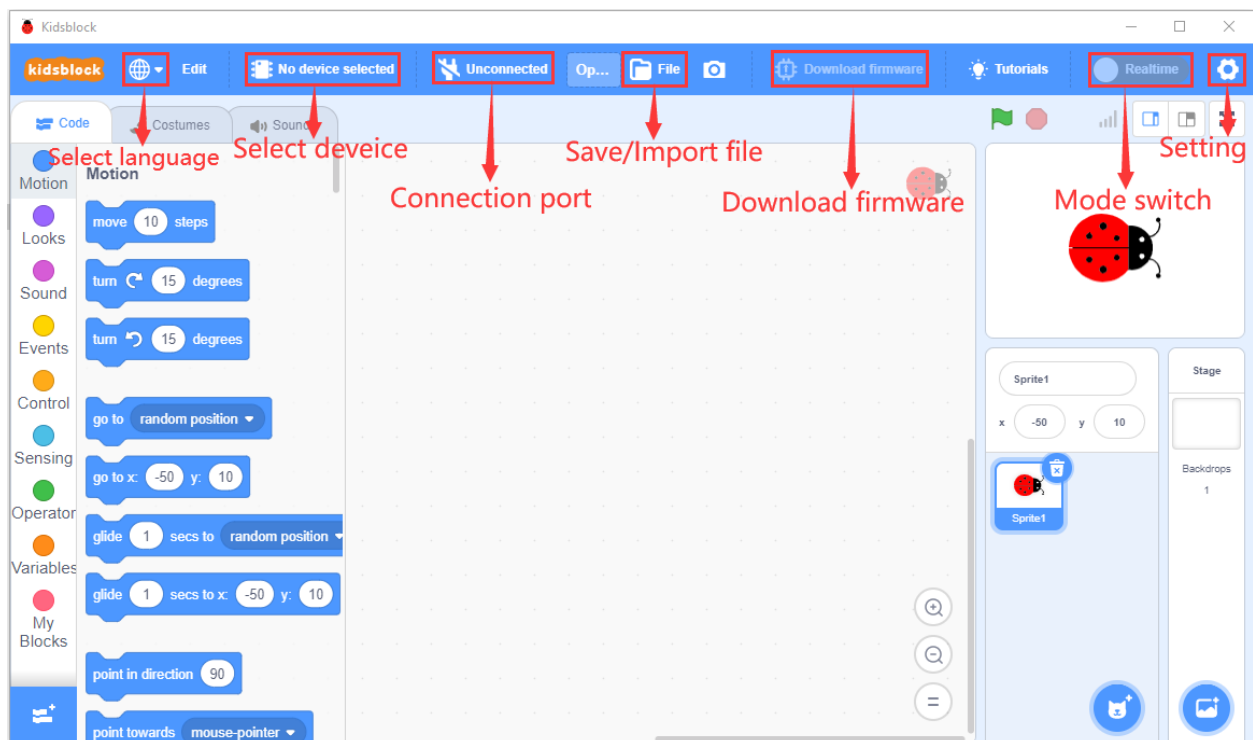 Kidsblock
kidsblock Edit No device selected Unconnected Op... File Download firmware Tutorials Realtime
Code Costumes Sound
Select language Select deveice Save/Import file Setting
Connection port Download firmware Mode switch
Motion
Looks
Sound
Events
Control
Sensing
Operator
Variables
My
Blocks
Motion
move 10 steps
turn 15 degrees
turn 15 degrees
go to random position
go to x: -50 y: 10
glide 1 secs to random position
glide 1 secs to x: -50 y: 10
point in direction 90
point towards mouse-pointer
Sprite1
x -50 y 10
Sprite1
Stage
Backdrops
1